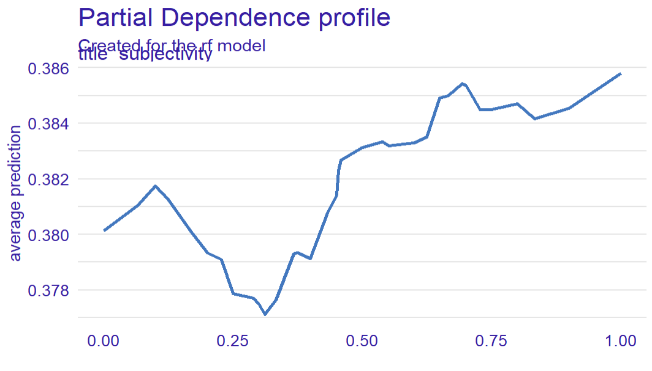 Partial Dependence profile
Created for the rf model
title_subjectivity
0.386
0.384
0.382
0.380
0.378
average prediction
0.00 0.25 0.50 0.75 1.00